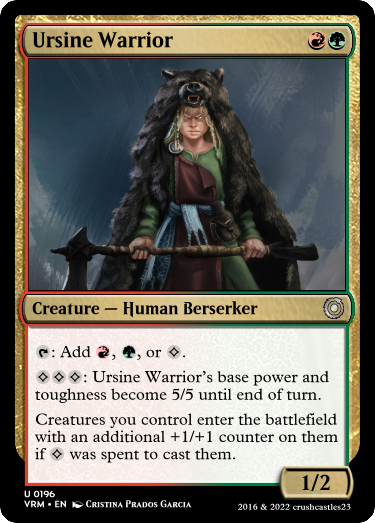 Ursine Warrior
Creature — Human Berserker
: Add , , or .
: Ursine Warrior's base power and
toughness become 5/5 until end of turn.
Creatures you control enter the battlefield
with an additional +1/+1 counter on them
if was spent to cast them.
1/2
U 0196
VRM • EN Cristina Prados Garcia
2016 & 2022 crushcastles23